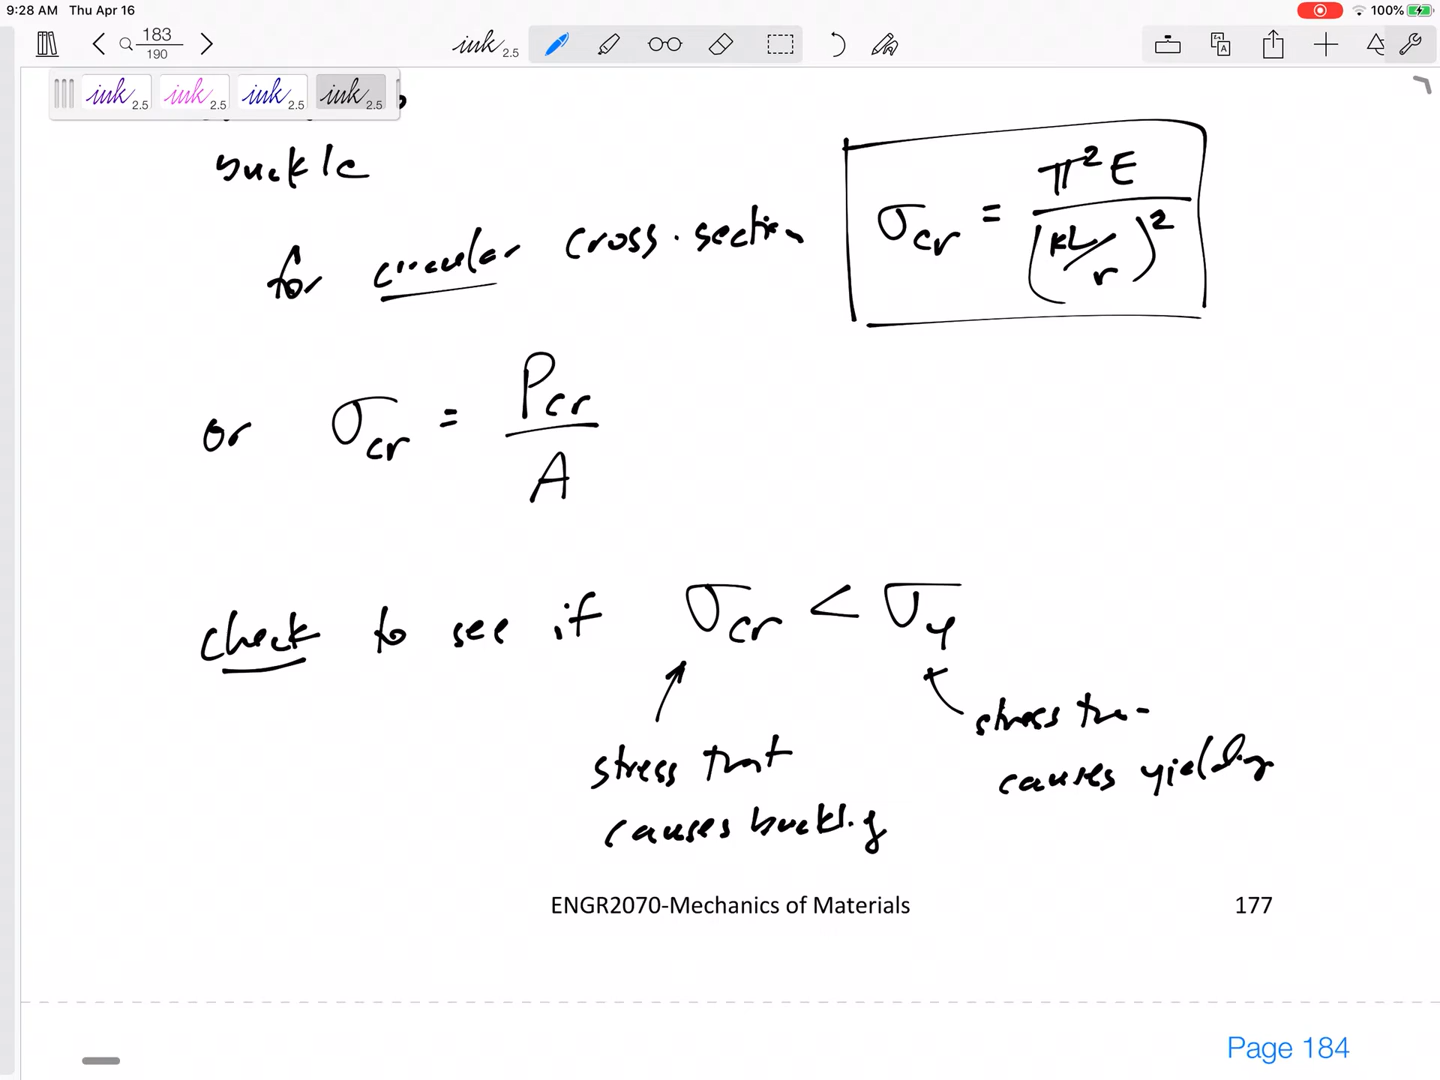 9:28 AM Thu Apr 16
100%
183
190
ink 2.5
ink 2.5 ink 2.5 ink 2.5 ink 2.5
buckle
for circular cross-section
σcr = π²E / (kL/r)²
or σcr = Pcr / A
check to see if σcr < σy
stress that
causes buckling
stress tha-
causes yielding
ENGR2070-Mechanics of Materials
177
Page 184